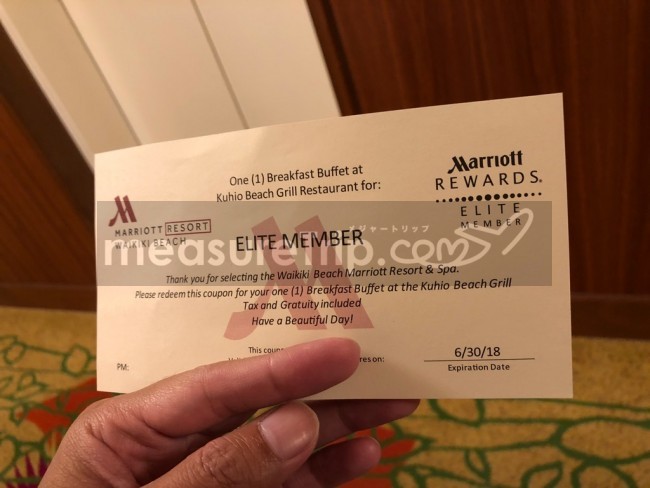 One (1) Breakfast Buffet at
Kuhio Beach Grill Restaurant for:
MARRIOTT RESORT
WAIKIKI BEACH
Marriott
REWARDS.
ELITE
MEMBER
ELITE MEMBER
メジャートリップ
measuretrip.com
Thank you for selecting the Waikiki Beach Marriott Resort & Spa.
Please redeem this coupon for your one (1) Breakfast Buffet at the Kuhio Beach Grill
Tax and Gratuity included
Have a Beautiful Day!
PM:
This coupon
res on:
6/30/18
Expiration Date